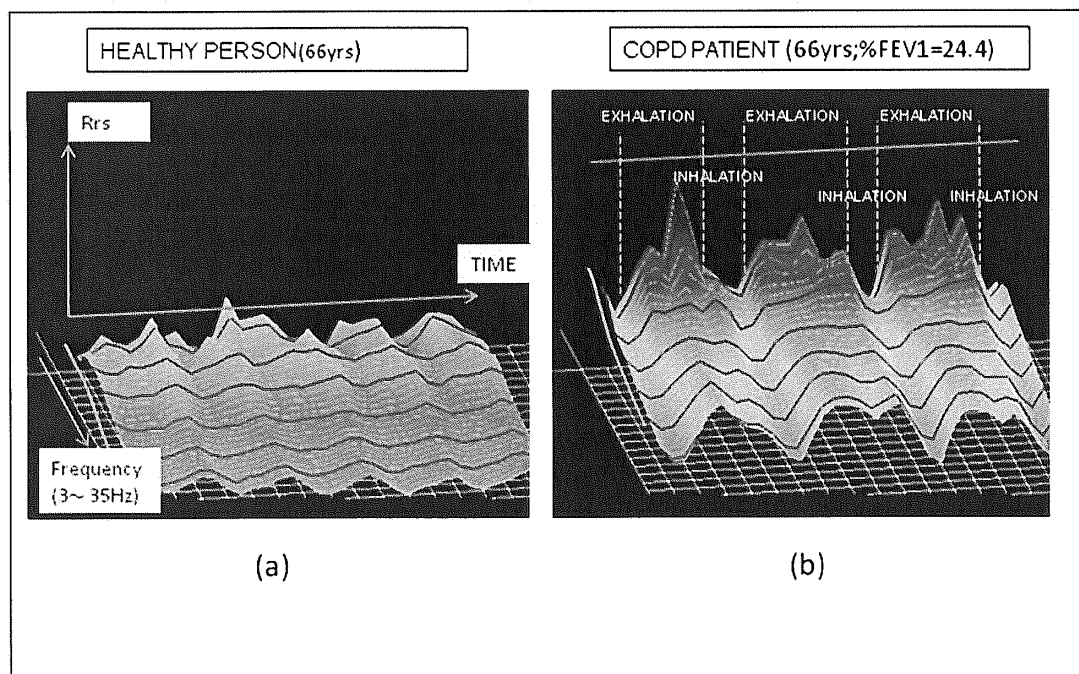 HEALTHY PERSON(66yrs)
COPD PATIENT (66yrs;%FEV1=24.4)
Rrs
TIME
Frequency
(3~ 35Hz)
EXHALATION EXHALATION EXHALATION
INHALATION
INHALATION
INHALATION
(a)
(b)